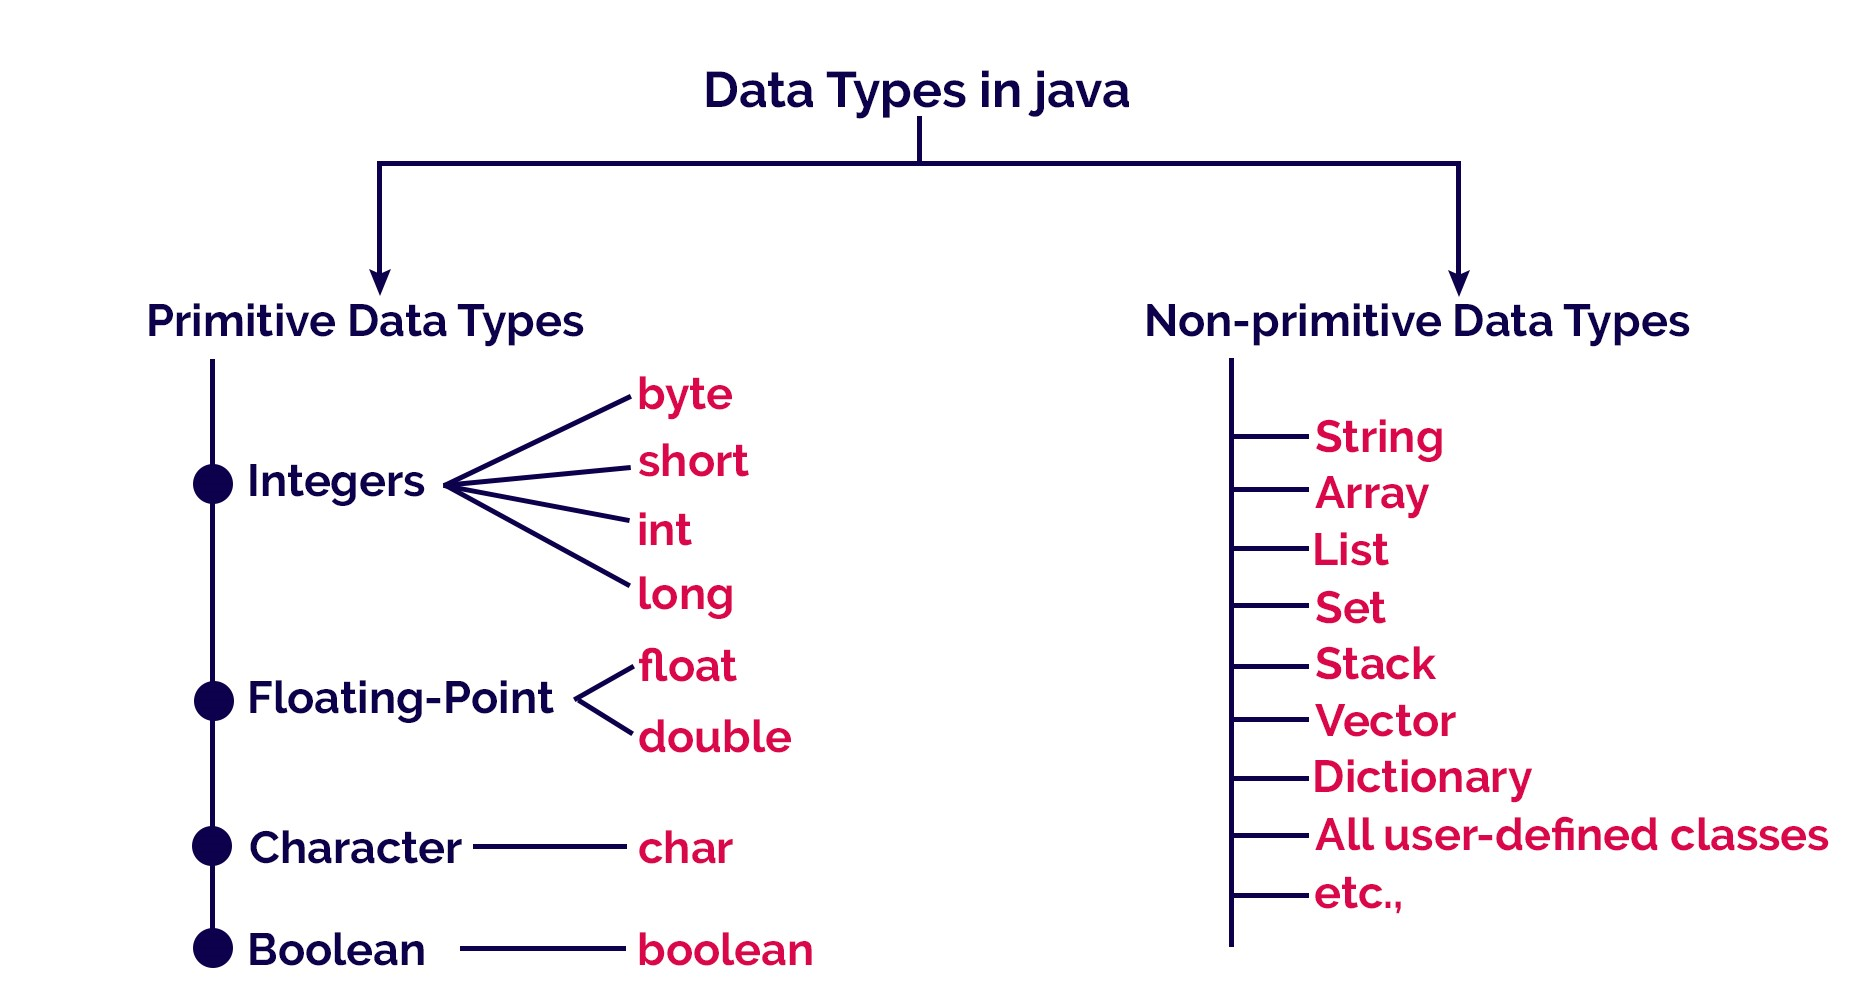 Data Types in java
Primitive Data Types
Integers
byte
short
int
long
Floating-Point
float
double
Character
char
Boolean
boolean
Non-primitive Data Types
String
Array
List
Set
Stack
Vector
Dictionary
All user-defined classes
etc.,